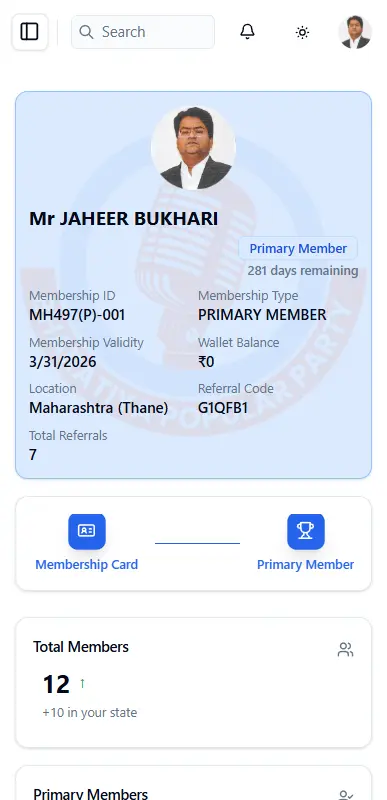 Search
Mr JAHEER BUKHARI
Primary Member
281 days remaining
Membership ID
Membership Type
MH497(P)-001
PRIMARY MEMBER
Membership Validity
Wallet Balance
3/31/2026
₹0
Location
Referral Code
Maharashtra (Thane)
G1QFB1
Total Referrals
7
POPULAR PARTY
Membership Card
Primary Member
Total Members
12 ↑
+10 in your state
Primary Members